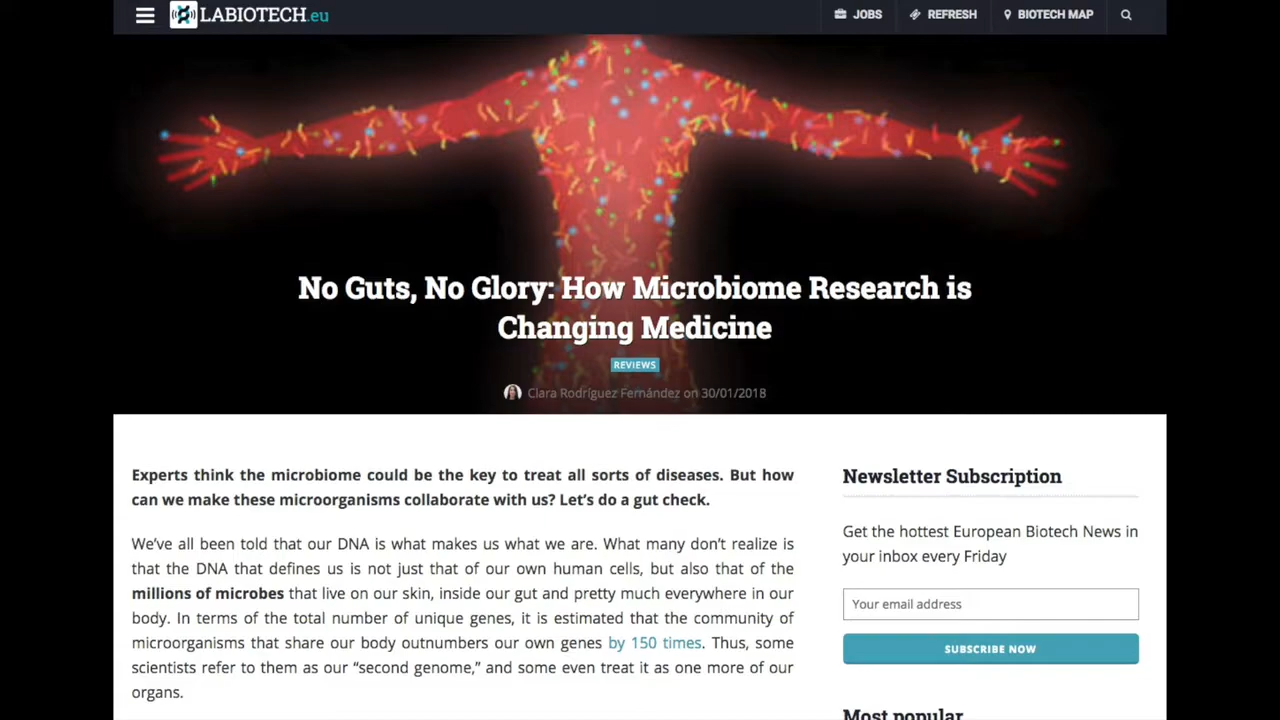 LABIOTECH.eu
JOBS
REFRESH
BIOTECH MAP
No Guts, No Glory: How Microbiome Research is
Changing Medicine
REVIEWS
Clara Rodríguez Fernández on 30/01/2018
Experts think the microbiome could be the key to treat all sorts of diseases. But how
can we make these microorganisms collaborate with us? Let’s do a gut check.
We’ve all been told that our DNA is what makes us what we are. What many don’t realize is
that the DNA that defines us is not just that of our own human cells, but also that of the
millions of microbes that live on our skin, inside our gut and pretty much everywhere in our
body. In terms of the total number of unique genes, it is estimated that the community of
microorganisms that share our body outnumbers our own genes by 150 times. Thus, some
scientists refer to them as our “second genome,” and some even treat it as one more of our
organs.
Newsletter Subscription
Get the hottest European Biotech News in
your inbox every Friday
Your email address
SUBSCRIBE NOW
Most popular